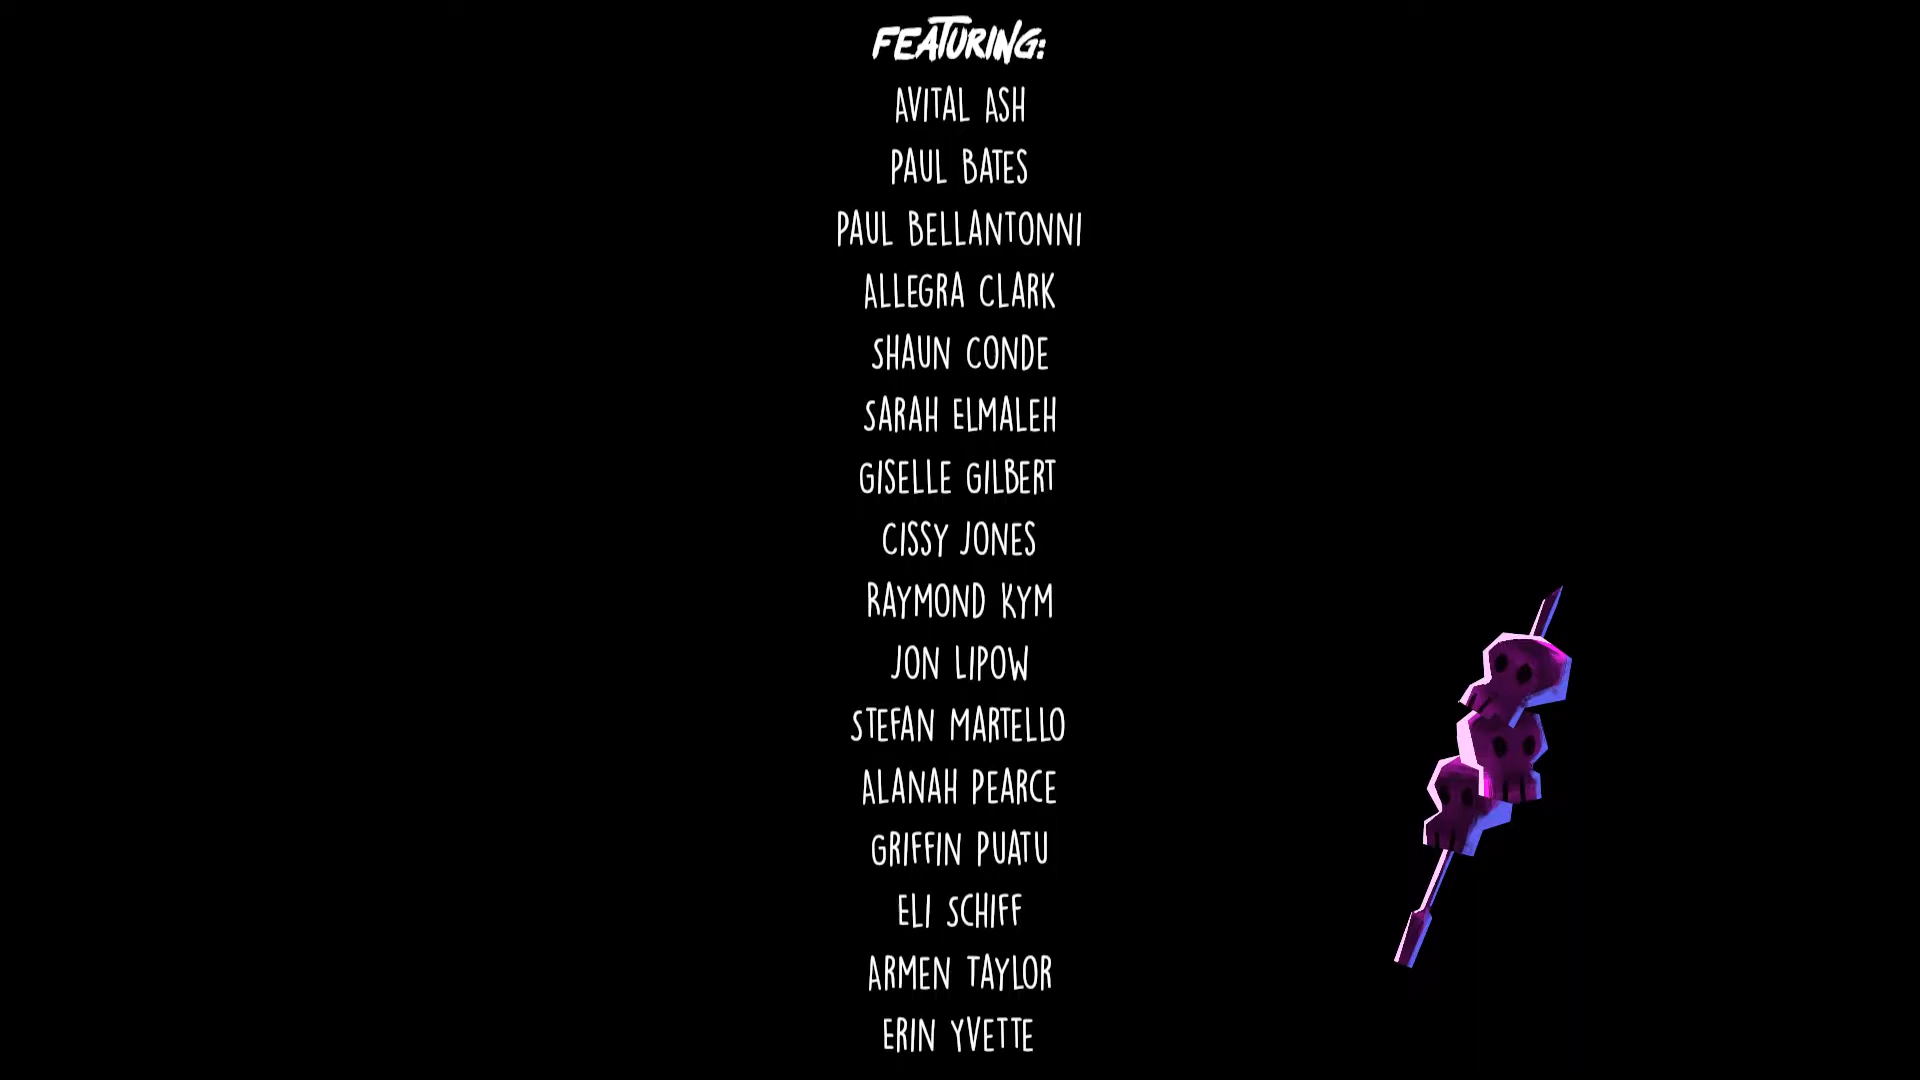 FEATURING:
AVITAL ASH
PAUL BATES
PAUL BELLANTONNI
ALLEGRA CLARK
SHAUN CONDE
SARAH ELMALEH
GISELLE GILBERT
CISSY JONES
RAYMOND KYM
JON LIPOW
STEFAN MARTELLO
ALANAH PEARCE
GRIFFIN PUATU
ELI SCHIFF
ARMEN TAYLOR
ERIN YVETTE